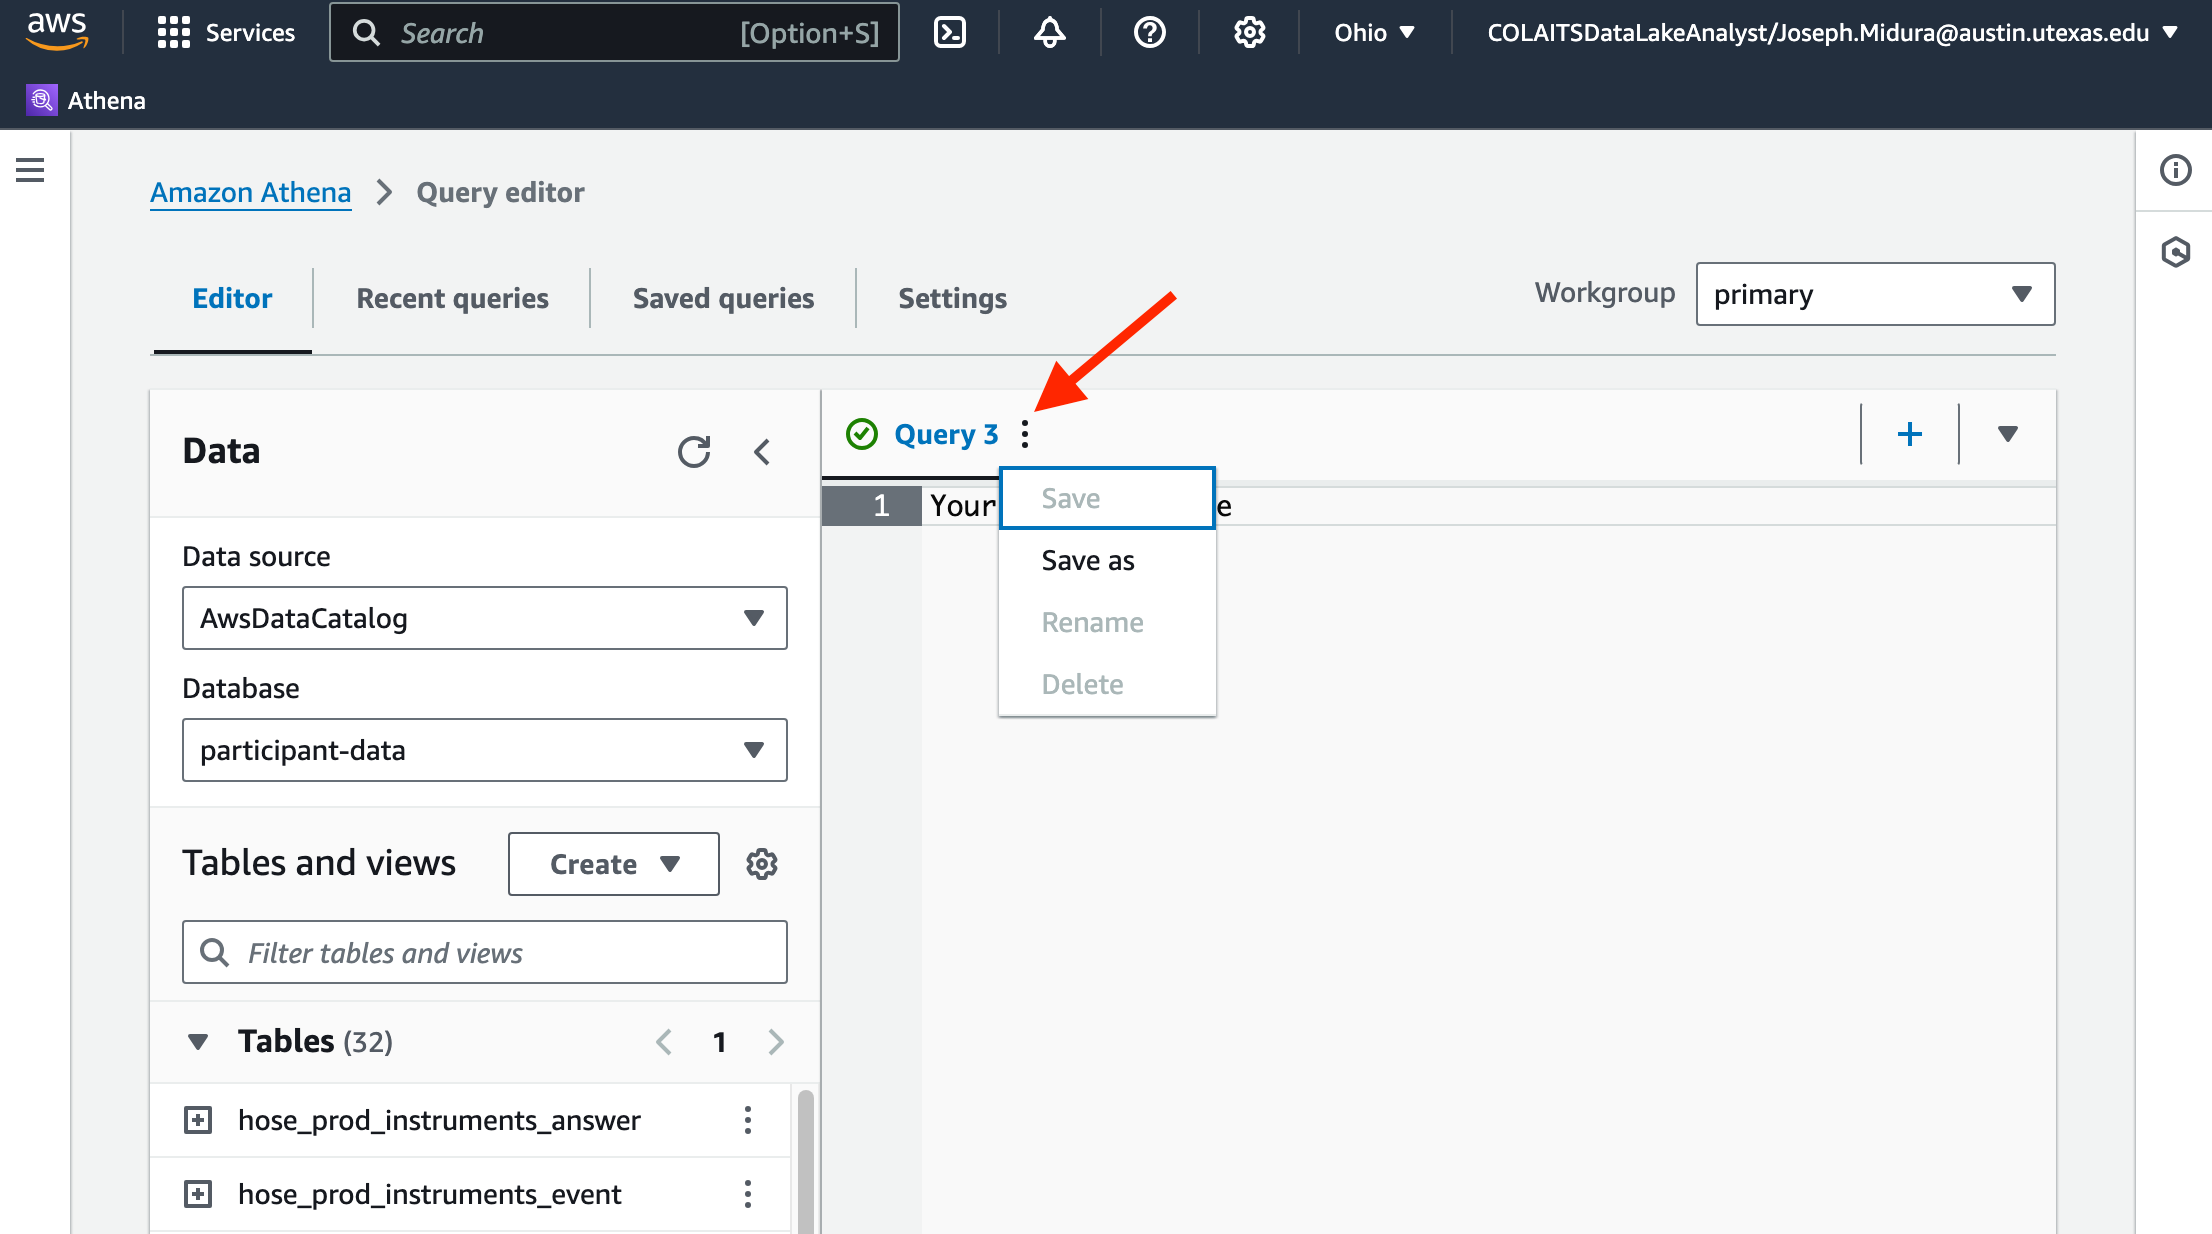 aws
Services
Search
[Option+S]
Ohio
COLAITSDataLakeAnalyst/Joseph.Midura@austin.utexas.edu
Athena
Amazon Athena
Query editor
Editor
Recent queries
Saved queries
Settings
Workgroup
primary
Data
Data source
AwsDataCatalog
Database
participant-data
Tables and views
Create
Filter tables and views
Tables (32)
1
hose_prod_instruments_answer
hose_prod_instruments_event
Query 3
1
Your
e
Save
Save as
Rename
Delete